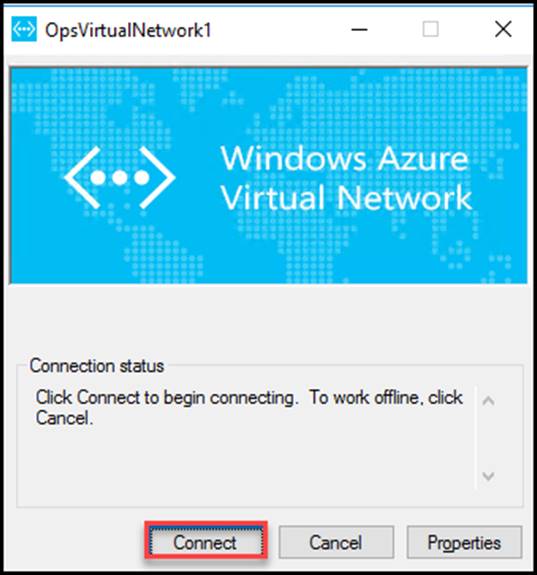 OpsVirtualNetwork1
Windows Azure
Virtual Network
Connection status
Click Connect to begin connecting.  To work offline, click
Cancel.
Connect
Cancel
Properties